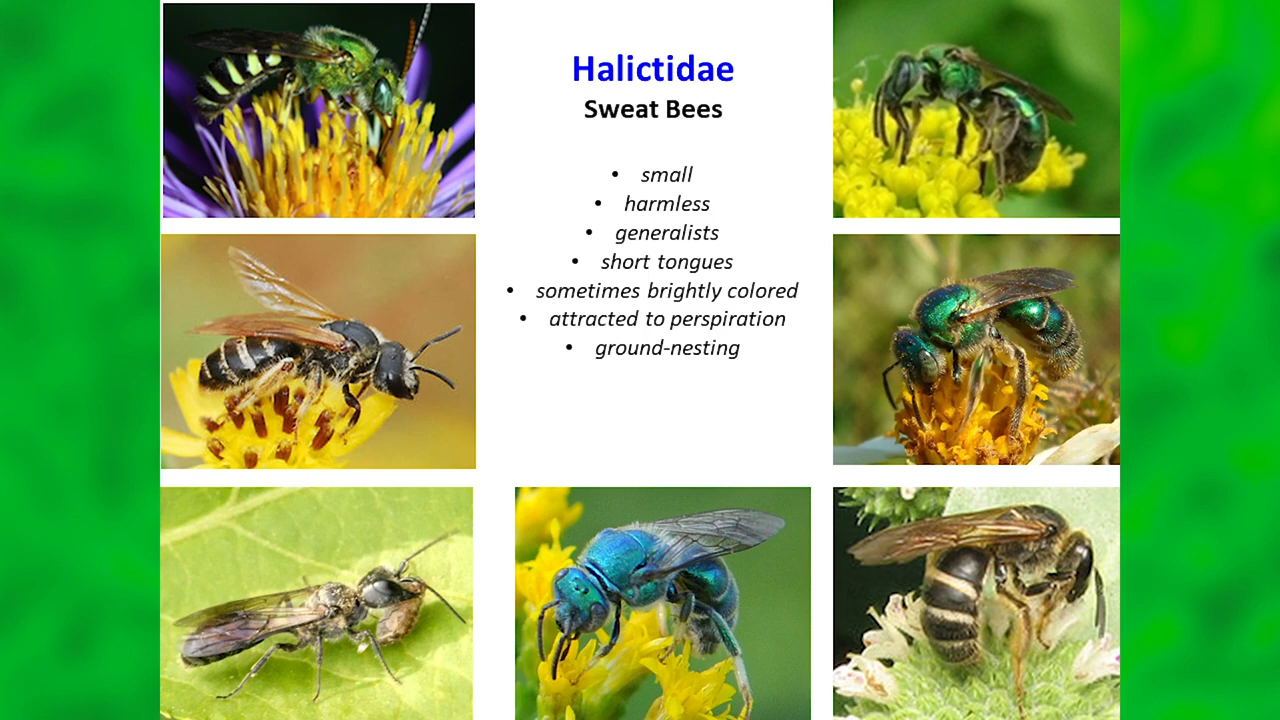 Halictidae
Sweat Bees
• small
• harmless
• generalists
• short tongues
• sometimes brightly colored
• attracted to perspiration
• ground-nesting